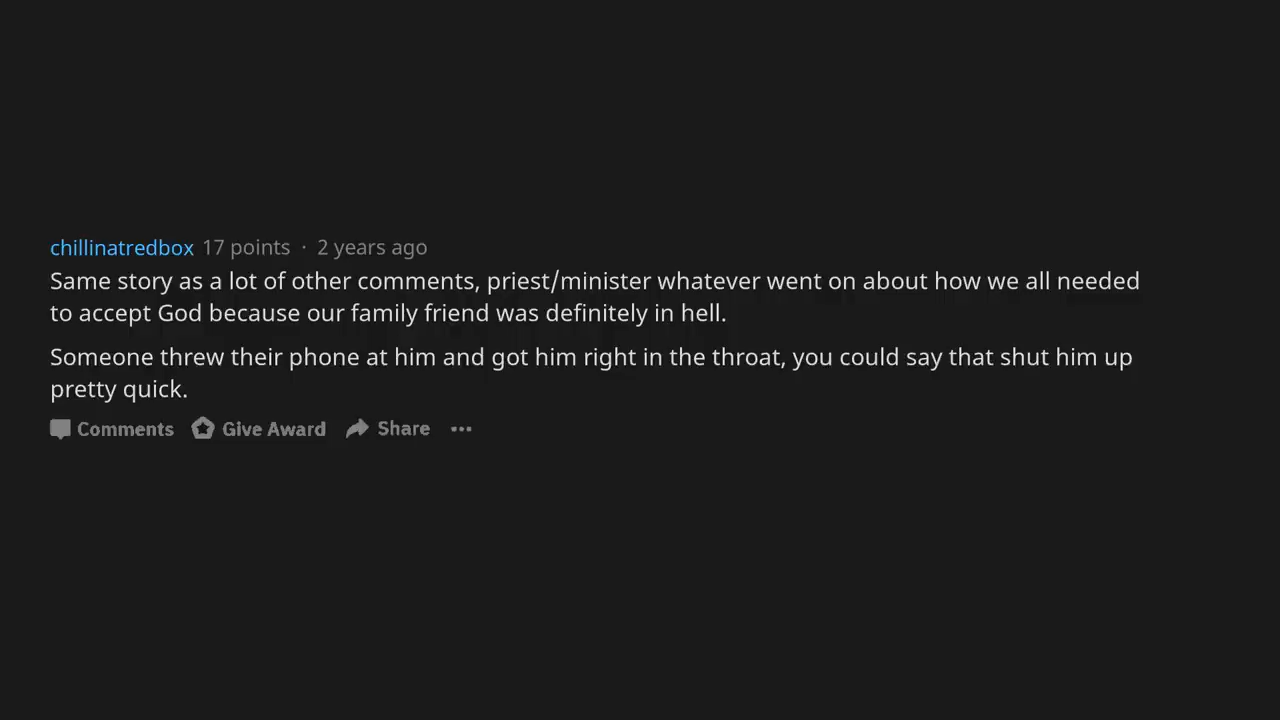 chillinatredbox 17 points · 2 years ago
Same story as a lot of other comments, priest/minister whatever went on about how we all needed
to accept God because our family friend was definitely in hell.
Someone threw their phone at him and got him right in the throat, you could say that shut him up
pretty quick.
Comments Give Award Share ...